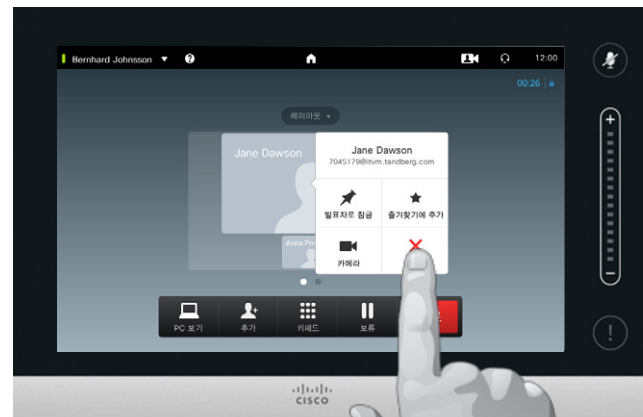 Bernhard Johnsson
12:00
00:26
레이아웃
Jane Dawson
Jane Dawson
7045179@itvm.tandberg.com
발표자로 잠금
즐겨찾기에 추가
카메라
PC 보기
추가
키패드
보류
CISCO